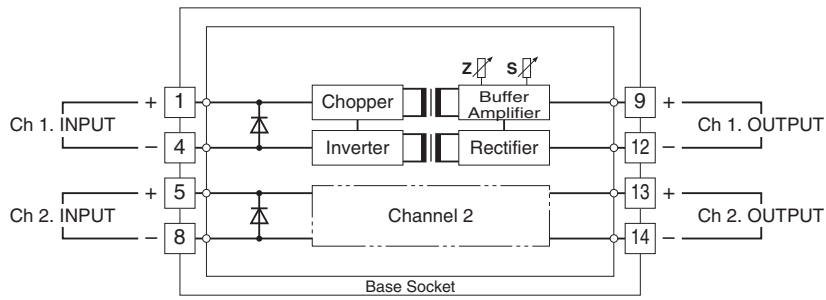 Z S
+ 1 Chopper Buffer Amplifier 9 +
Ch 1. INPUT Ch 1. OUTPUT
– 4 Inverter Rectifier 12 –
+ 5 13 +
Ch 2. INPUT Channel 2 Ch 2. OUTPUT
– 8 14 –
Base Socket